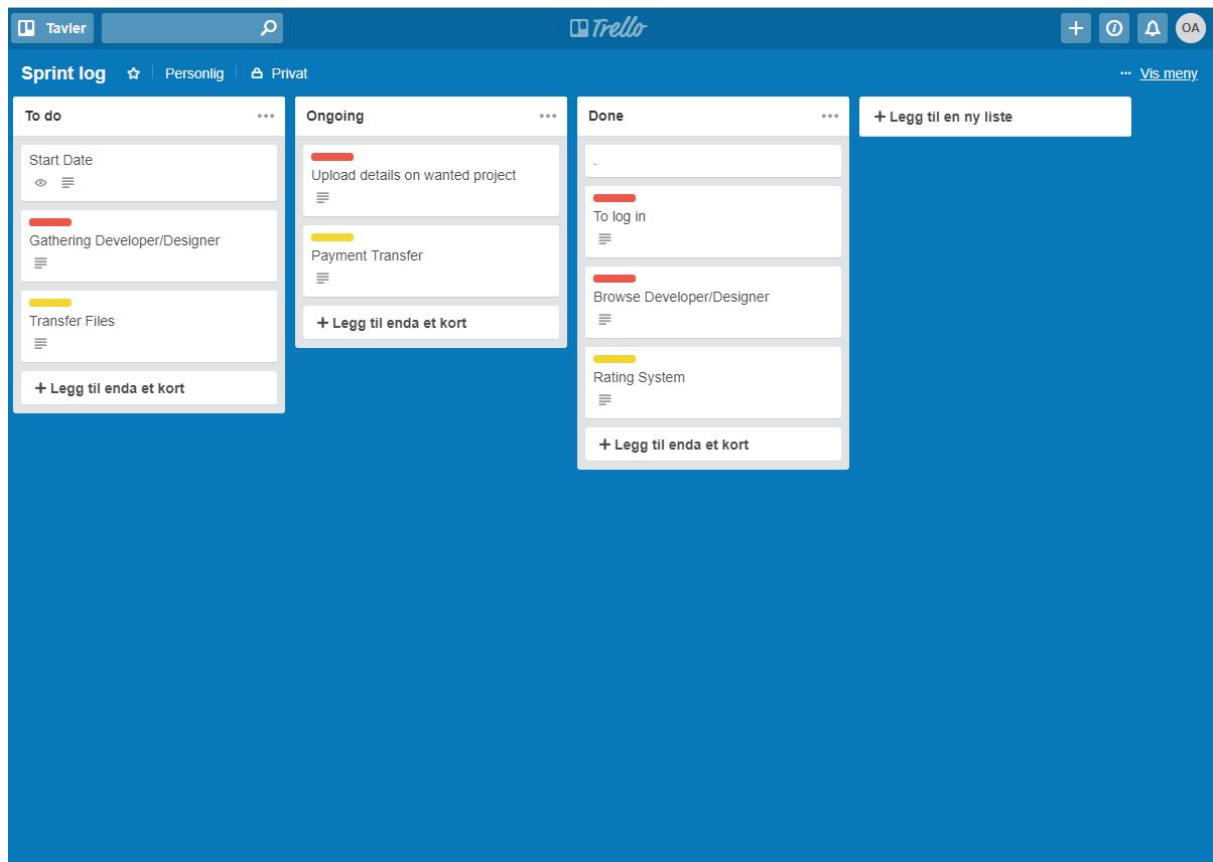 Tavler
Trello
OA
Sprint log
Personlig
Privat
Vis meny
To do
Start Date
Gathering Developer/Designer
Transfer Files
+ Legg til enda et kort
Ongoing
Upload details on wanted project
Payment Transfer
+ Legg til enda et kort
Done
.
To log in
Browse Developer/Designer
Rating System
+ Legg til enda et kort
+ Legg til en ny liste